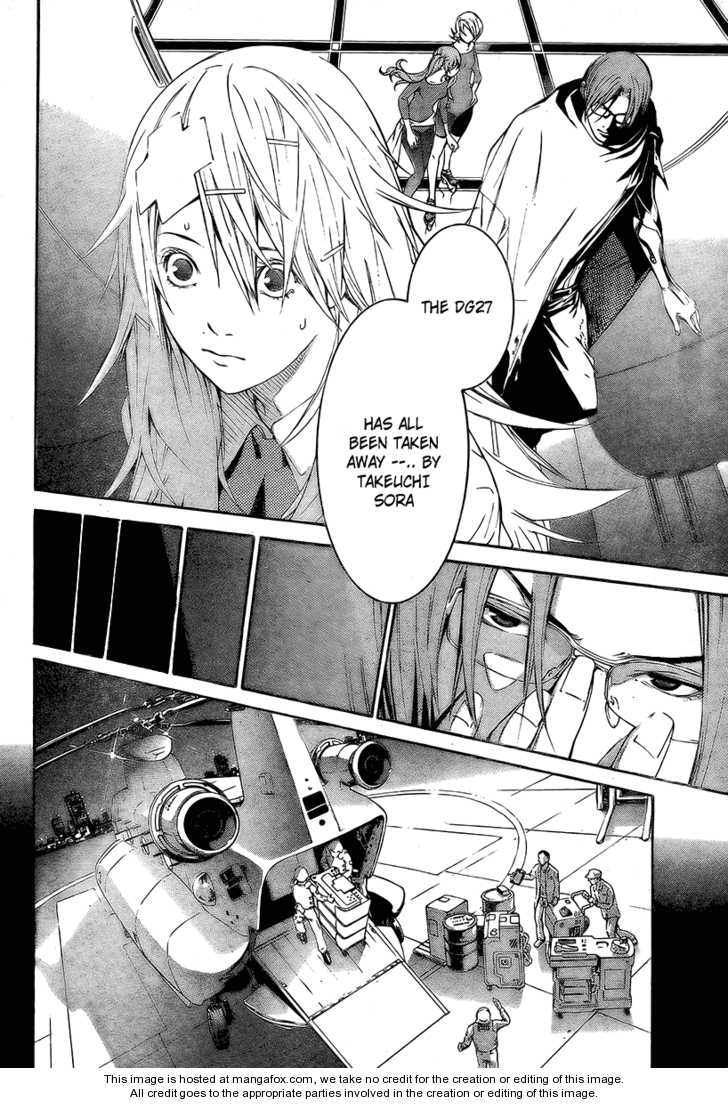 THE DG27
HAS ALL
BEEN TAKEN
AWAY --.. BY
TAKEUCHI
SORA
This image is hosted at mangafox.com, we take no credit for the creation or editing of this image.
All credit goes to the appropriate parties involved in the creation or editing of this image.